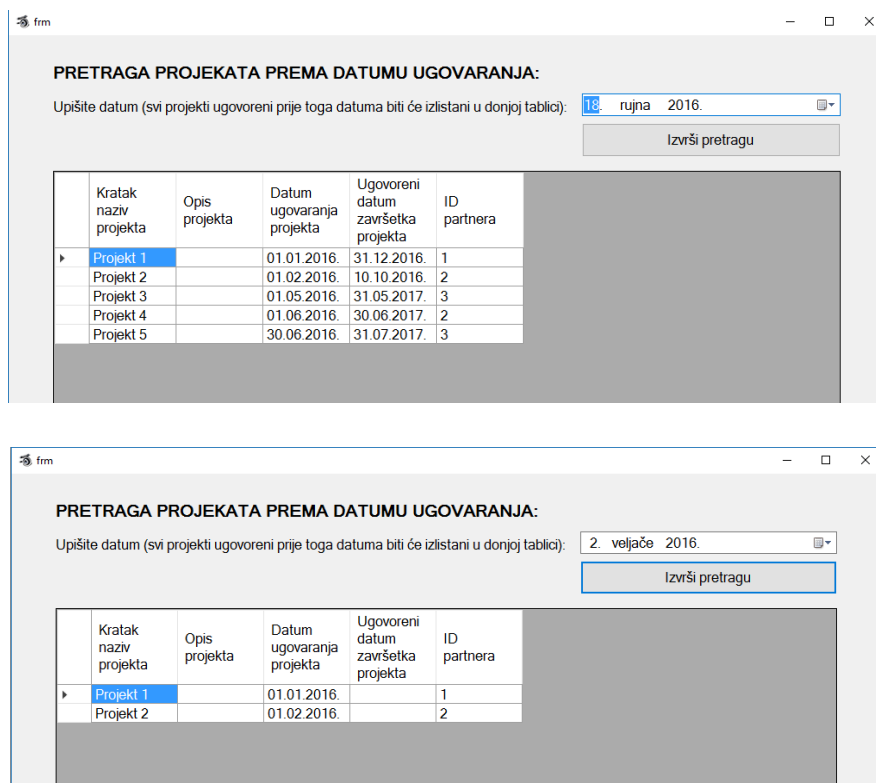 frm
PRETRAGA PROJEKATA PREMA DATUMU UGOVARANJA:
Upišite datum (svi projekti ugovoreni prije toga datuma biti će izlistani u donjoj tablici): 18. rujna 2016.
Izvrši pretragu
Kratak naziv projekta Opis projekta Datum ugovaranja projekta Ugovoreni datum završetka projekta ID partnera
Projekt 1 01.01.2016. 31.12.2016. 1
Projekt 2 01.02.2016. 10.10.2016. 2
Projekt 3 01.05.2016. 31.05.2017. 3
Projekt 4 01.06.2016. 30.06.2017. 2
Projekt 5 30.06.2016. 31.07.2017. 3
frm
PRETRAGA PROJEKATA PREMA DATUMU UGOVARANJA:
Upišite datum (svi projekti ugovoreni prije toga datuma biti će izlistani u donjoj tablici): 2. veljače 2016.
Izvrši pretragu
Kratak naziv projekta Opis projekta Datum ugovaranja projekta Ugovoreni datum završetka projekta ID partnera
Projekt 1 01.01.2016. 1
Projekt 2 01.02.2016. 2